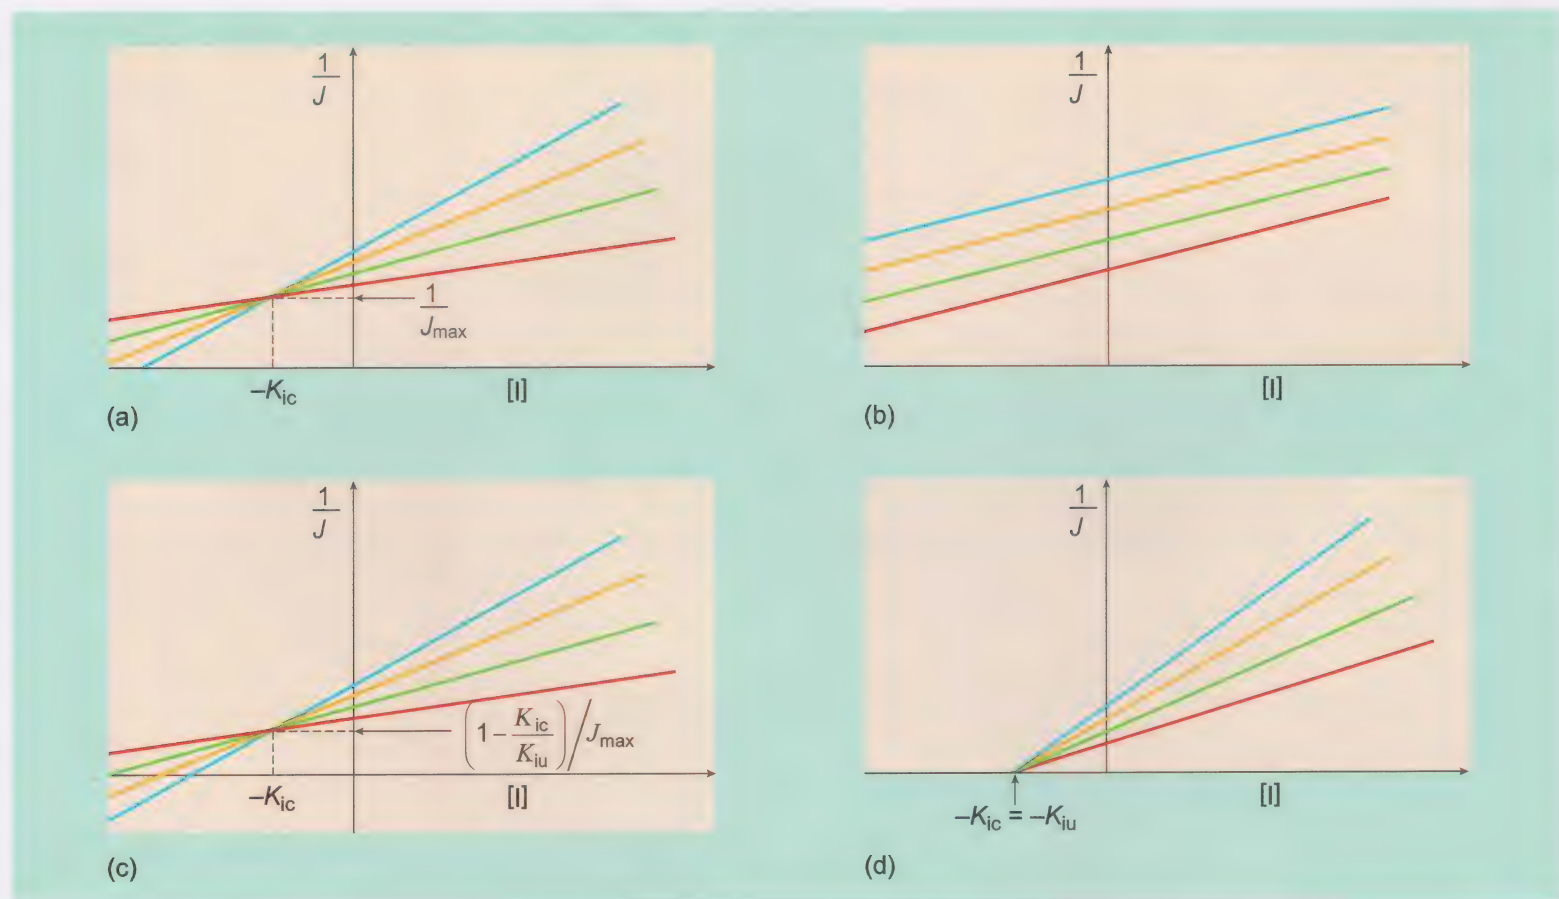 1
J
1
Jmax
–Kic
[I]
(a)
1
J
[I]
(b)
1
J
(1 – Kic/Kiu)/Jmax
–Kic
[I]
(c)
1
J
[I]
–Kic = –Kiu
(d)